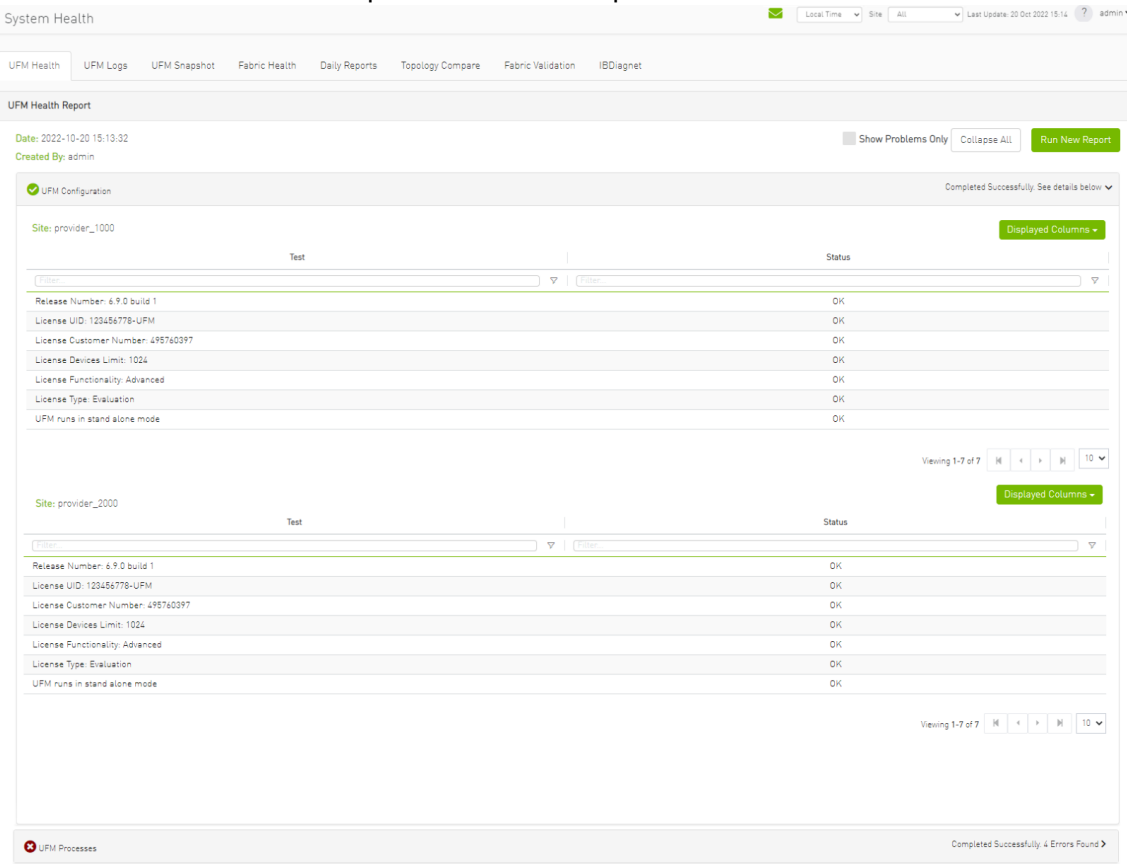 System Health
Local Time Site All Last Update: 20 Oct 2022 15:14 ? admin
UFM Health UFM Logs UFM Snapshot Fabric Health Daily Reports Topology Compare Fabric Validation IBDiagnet
UFM Health Report
Date: 2022-10-20 15:13:32
Show Problems Only Collapse All Run New Report
Created By: admin
UFM Configuration Completed Successfully. See details below
Site: provider_1000 Displayed Columns
Test Status
Filter... Filter...
Release Number: 6.9.0 build 1 OK
License UID: 123456778-UFM OK
License Customer Number: 495760397 OK
License Devices Limit: 1024 OK
License Functionality: Advanced OK
License Type: Evaluation OK
UFM runs in stand alone mode OK
Viewing 1-7 of 7 10
Displayed Columns
Site: provider_2000
Test Status
Filter... Filter...
Release Number: 6.9.0 build 1 OK
License UID: 123456778-UFM OK
License Customer Number: 495760397 OK
License Devices Limit: 1024 OK
License Functionality: Advanced OK
License Type: Evaluation OK
UFM runs in stand alone mode OK
Viewing 1-7 of 7 10
UFM Processes Completed Successfully. 4 Errors Found